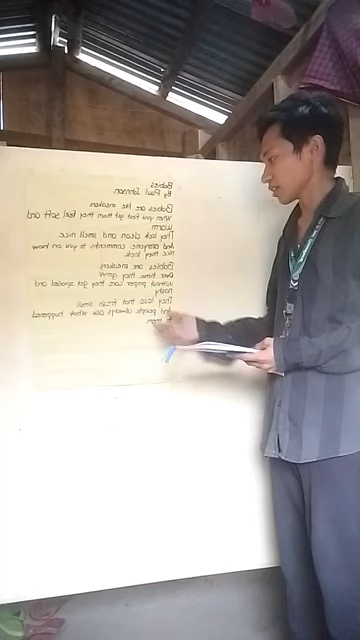 Babies
By Paul Johnson
Babies are like sneakers
When you first get them they feel soft and
warm
They look clean and smell nice
And everyone comments to you on how
nice they look
Babies are sneakers
Over time they grow
Without proper care they get spoiled and
nasty
They lose that fresh smell
And people always ask what happened
to them